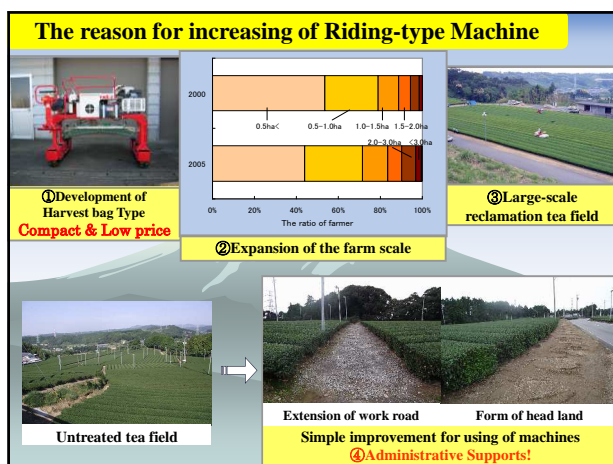 The reason for increasing of Riding-type Machine
①Development of
Harvest bag Type
Compact & Low price
2000
0.5ha<
0.5-1.0ha
1.0-1.5ha
1.5-2.0ha
2.0-3.0ha
<3.0ha
2005
0%
20%
40%
60%
80%
100%
The ratio of farmer
②Expansion of the farm scale
③Large-scale
reclamation tea field
Untreated tea field
Extension of work road
Form of head land
Simple improvement for using of machines
④Administrative Supports!